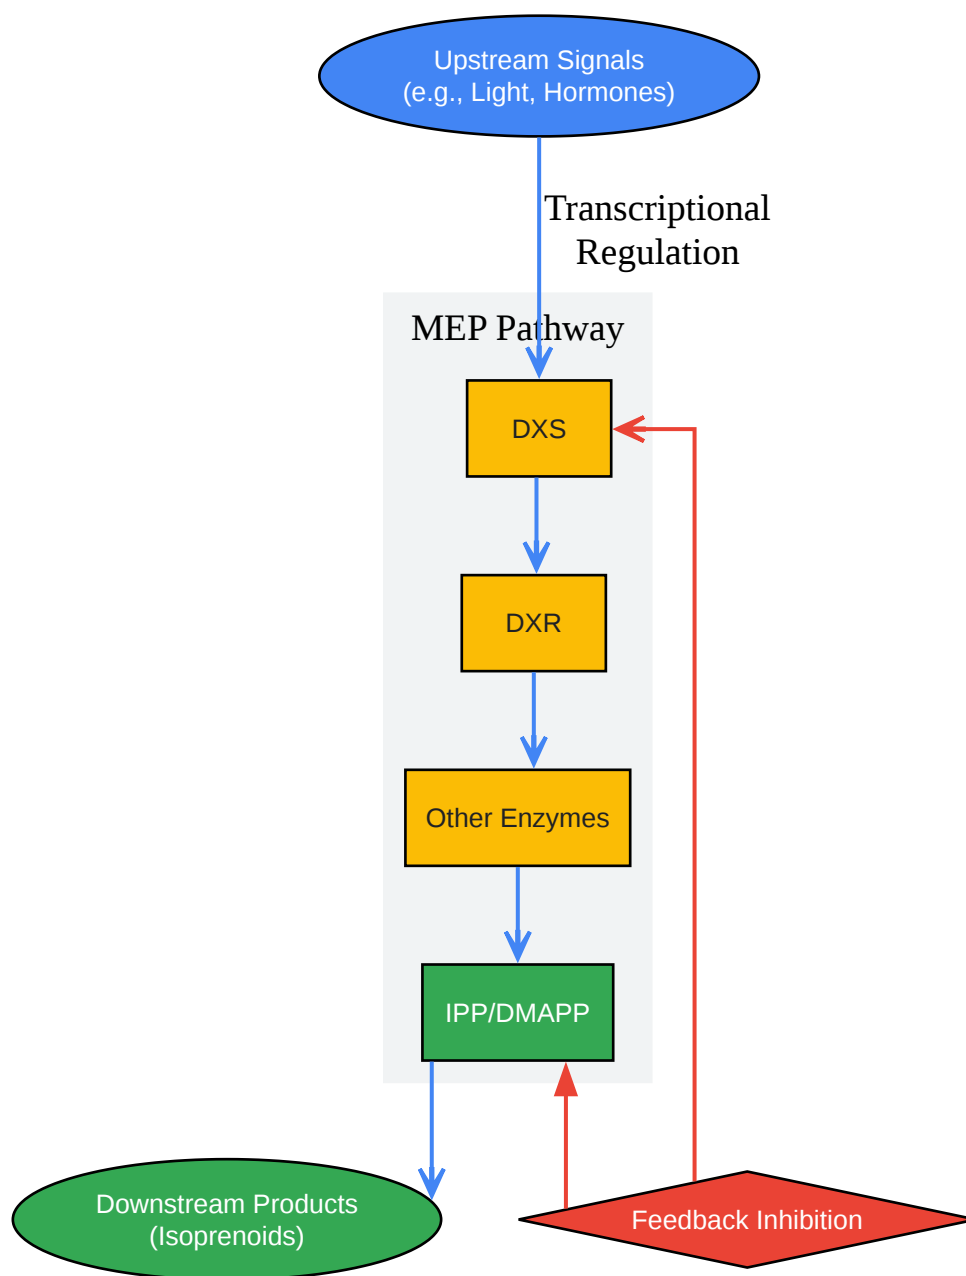 Upstream Signals
(e.g., Light, Hormones)
Transcriptional
Regulation
MEP Pathway
DXS
DXR
Other Enzymes
IPP/DMAPP
Downstream Products
(Isoprenoids)
Feedback Inhibition